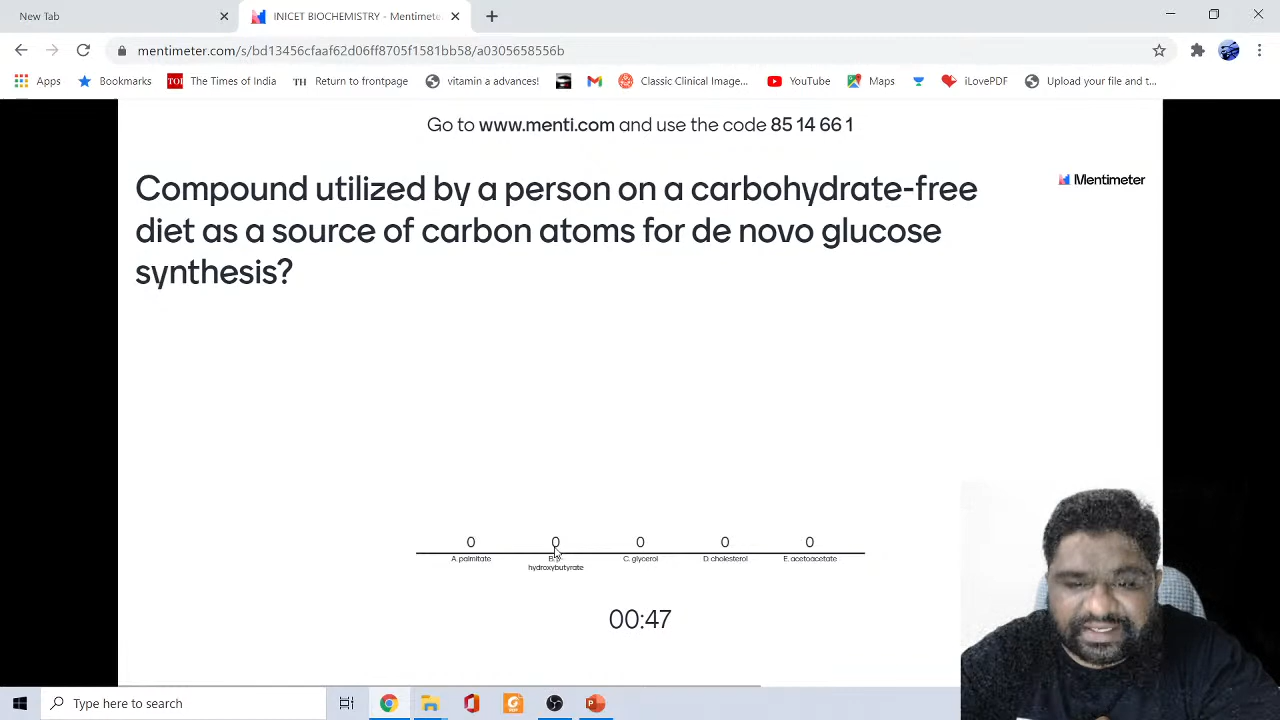 New Tab
INICET BIOCHEMISTRY - Mentimete
mentimeter.com/s/bd13456cfaaf62d06ff8705f1581bb58/a0305658556b
Apps Bookmarks TOI The Times of India TH Return to frontpage vitamin a advances! Classic Clinical Image... YouTube Maps iLovePDF Upload your file and t...
Go to www.menti.com and use the code 85 14 66 1
Mentimeter
Compound utilized by a person on a carbohydrate-free
diet as a source of carbon atoms for de novo glucose
synthesis?
0 0 0 0 0
A. palmitate
hydroxybutyrate
C. glycerol
D. cholesterol
E. acetoacetate
00:47
Type here to search